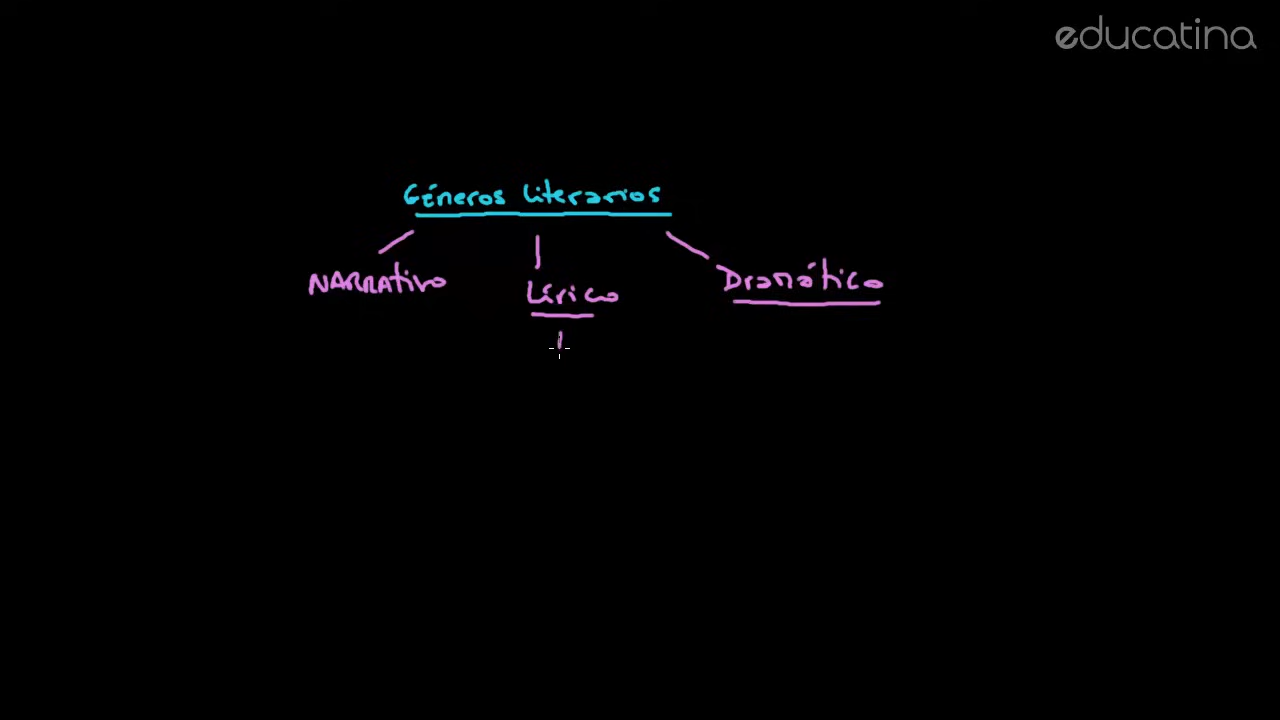 educatina
Géneros Literarios
NARRAtivo
Lírico
Dramático